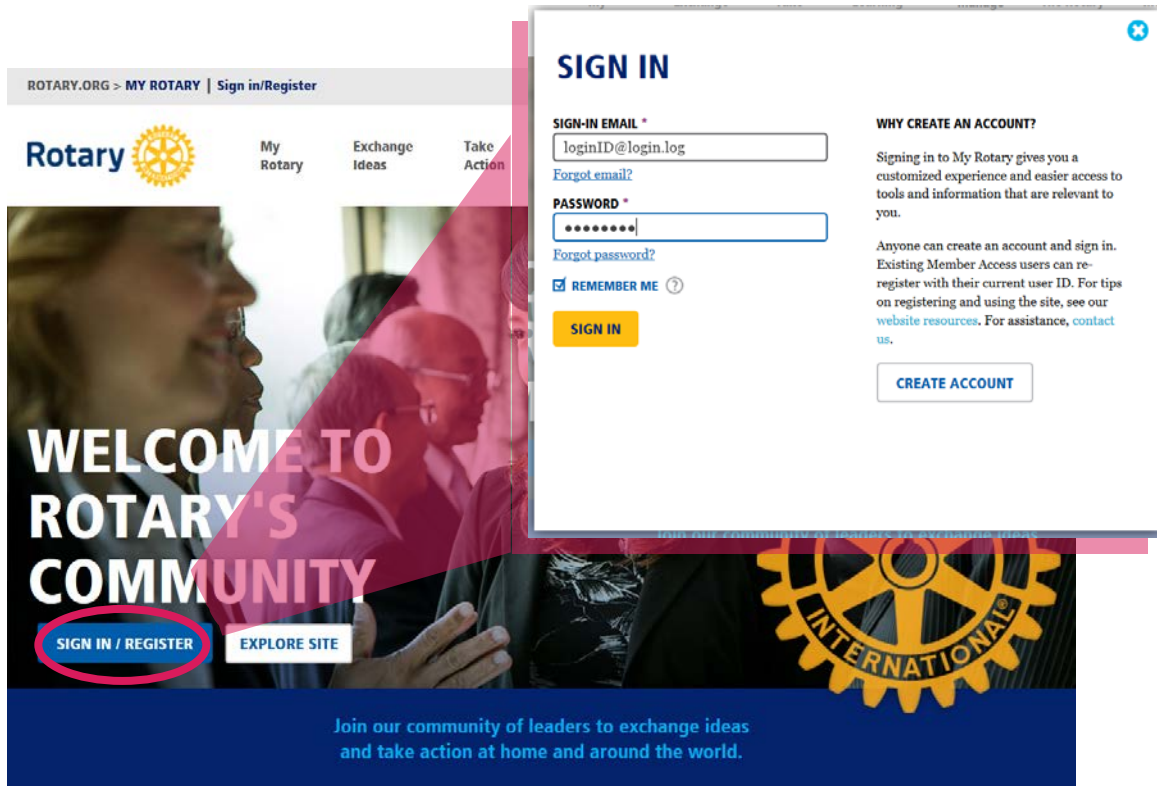 ROTARY.ORG > MY ROTARY | Sign in/Register
Rotary
My
Rotary
Exchange
Ideas
Take
Action
WELCOME TO
ROTARY'S
COMMUNITY
SIGN IN / REGISTER
EXPLORE SITE
Join our community of leaders to exchange ideas
and take action at home and around the world.
INTERNATIONAL
SIGN IN
SIGN-IN EMAIL *
loginID@login.log
Forgot email?
PASSWORD *
●●●●●●●●
Forgot password?
REMEMBER ME ?
SIGN IN
WHY CREATE AN ACCOUNT?
Signing in to My Rotary gives you a
customized experience and easier access to
tools and information that are relevant to
you.
Anyone can create an account and sign in.
Existing Member Access users can re-
register with their current user ID. For tips
on registering and using the site, see our
website resources. For assistance, contact
us.
CREATE ACCOUNT